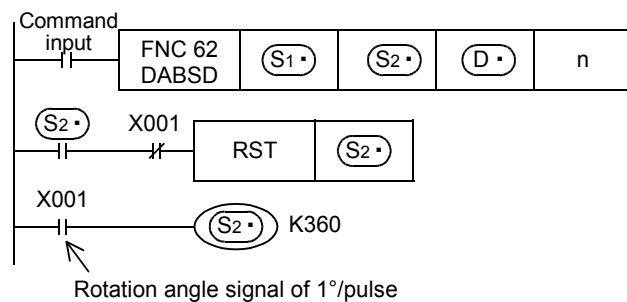 Command
input
FNC 62
DABSD
S1・
S2・
D・
n
S2・
X001
RST
S2・
X001
S2・
K360
Rotation angle signal of 1°/pulse